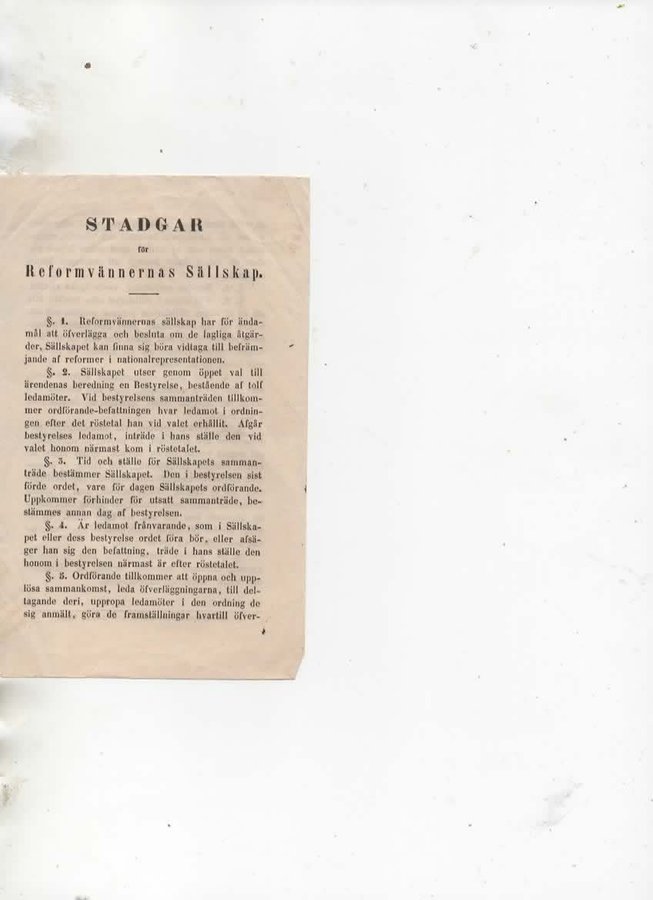 STADGAR
för
Reformvännernas Sällskap.
§. 1. Reformvännernas sällskap har för ända-
mål att öfverlägga och besluta om de lagliga åtgär-
der, Sällskapet kan finna sig böra vidtaga till befräm-
jande af reformer i nationalrepresentationen.
§. 2. Sällskapet utser genom öppet val till
ärendenas beredning en Bestyrelse, bestående af tolf
ledamöter. Vid bestyrelsens sammanträden tillkom-
mer ordförande-befattningen hvar ledamot i ordnin-
gen efter det röstetal han vid valet erhållit. Afgår
bestyrelses ledamot, inträde i hans ställe den vid
valet honom närmast kom i röstetalet.
§. 3. Tid och ställe för Sällskapets samman-
träde bestämmer Sällskapet. Den i bestyrelsen sist
förde ordet, vare för dagen Sällskapets ordförande.
Uppkommer förhinder för utsatt sammanträde, be-
stämmes annan dag af bestyrelsen.
§. 4. Är ledamot frånvarande, som i Sällska-
pet eller dess bestyrelse ordet föra bör, eller afsä-
ger han sig den befattning, träde i hans ställe den
honom i bestyrelsen närmast är efter röstetalet.
§. 5. Ordförande tillkommer att öppna och upp-
lösa sammankomst, leda öfverläggningarna, till del-
tagande deri, uppropa ledamöter i den ordning de
sig anmält, göra de framställningar hvartill öfver-